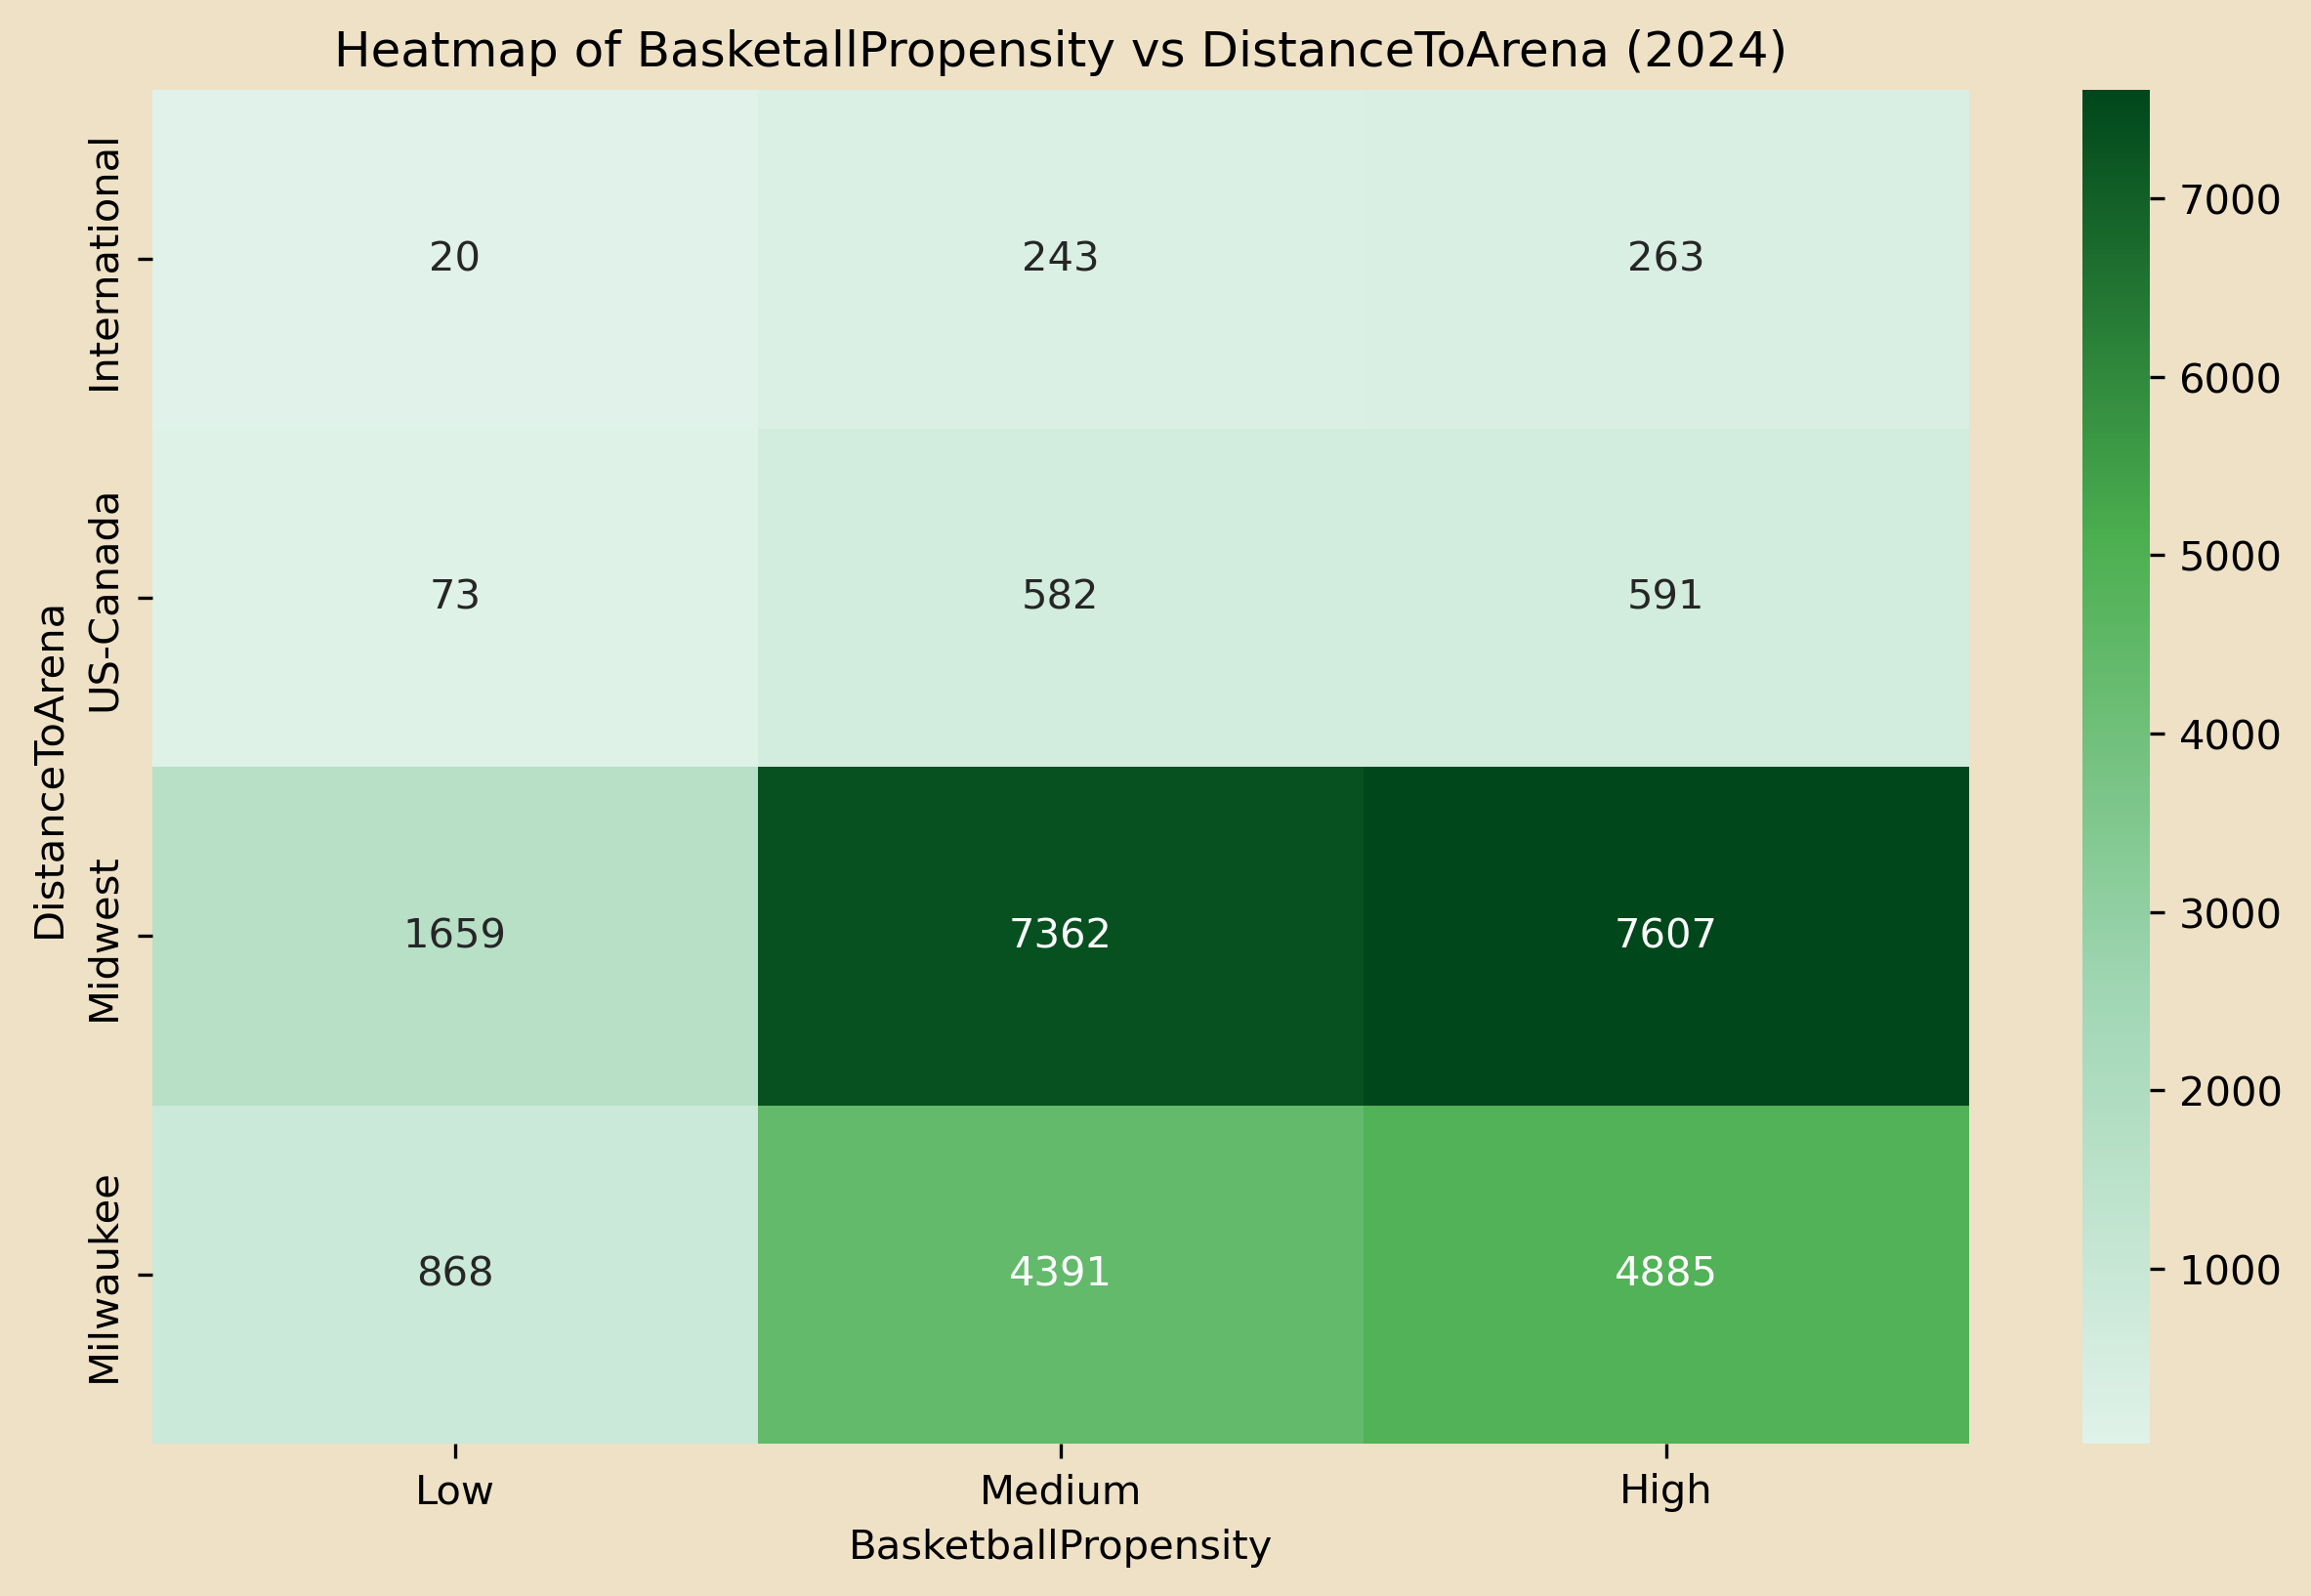 Heatmap of BasketallPropensity vs DistanceToArena (2024)
DistanceToArena
International
20 243 263
US-Canada
73 582 591
Midwest
1659 7362 7607
Milwaukee
868 4391 4885
Low Medium High
BasketballPropensity
7000
6000
5000
4000
3000
2000
1000